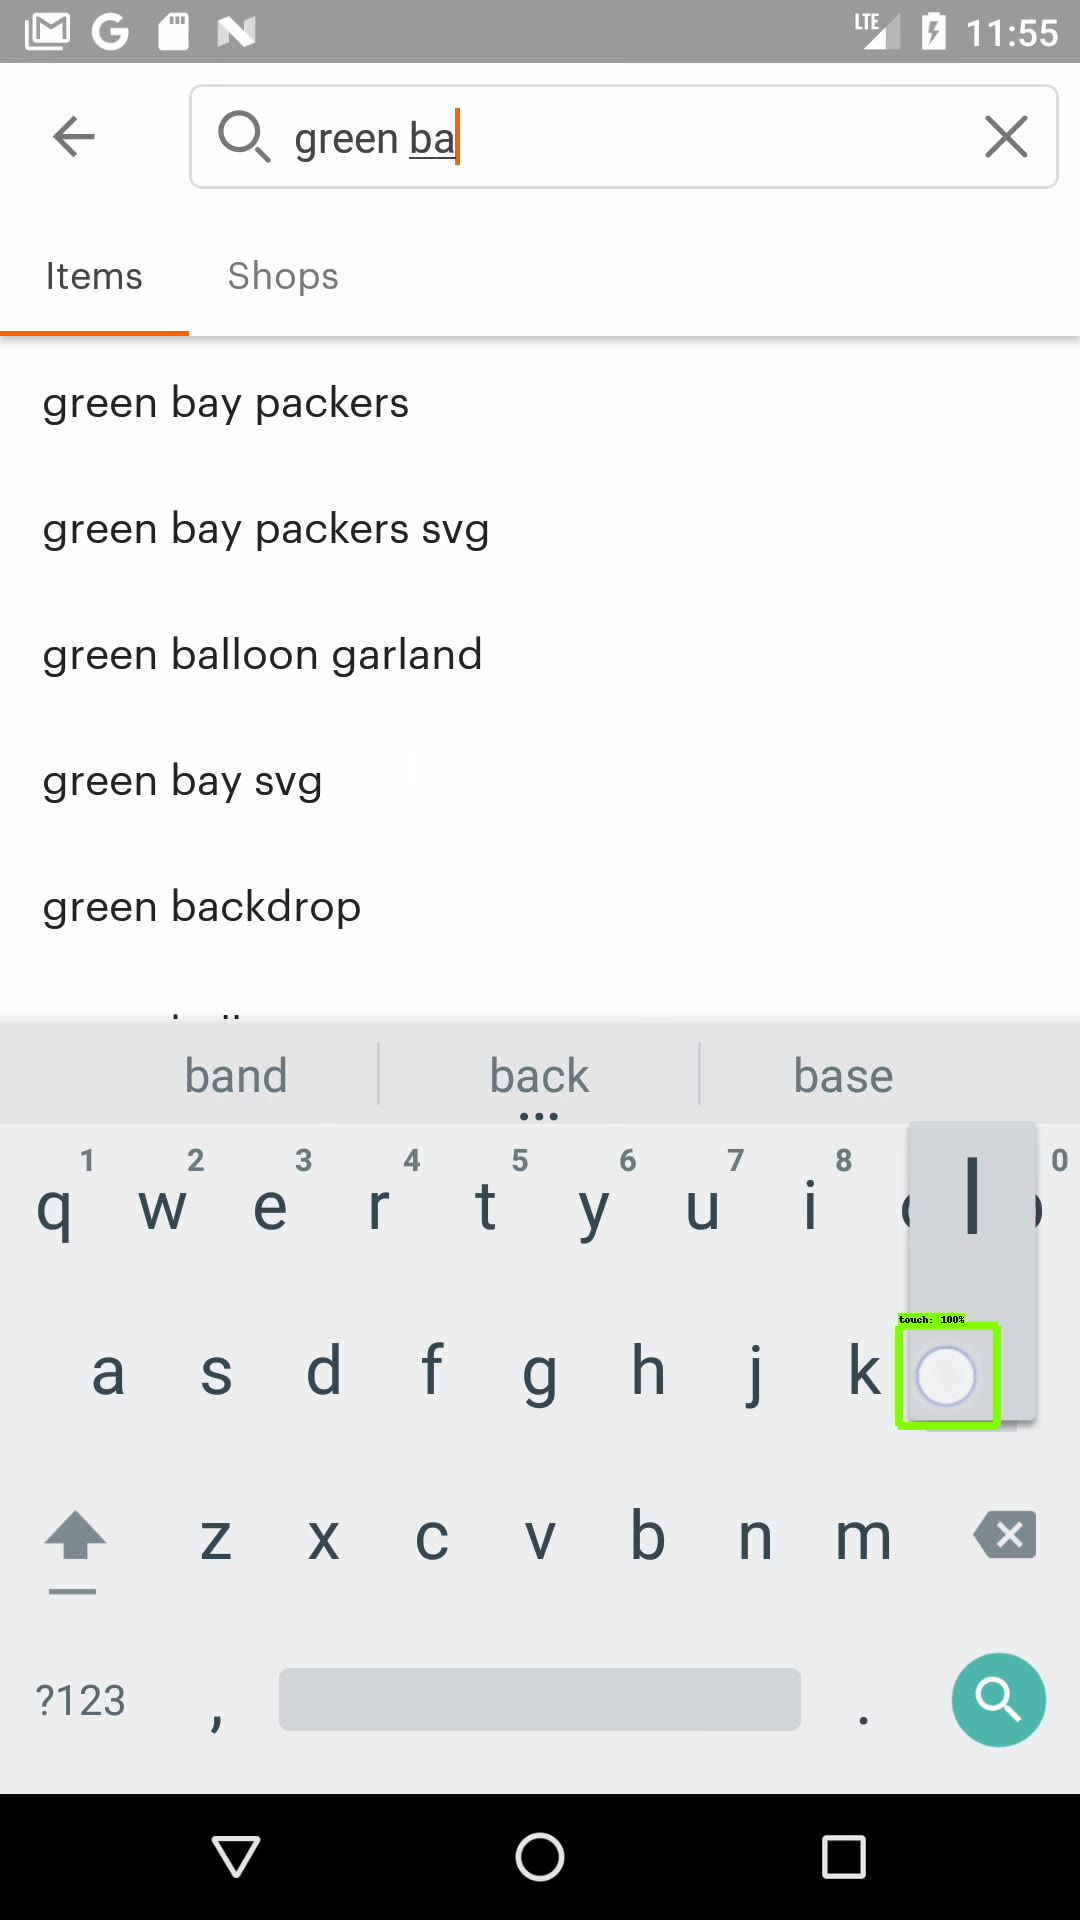 LTE 11:55
green ba
Items Shops
green bay packers
green bay packers svg
green balloon garland
green bay svg
green backdrop
band back base
1 2 3 4 5 6 7 8 0
q w e r t y u i l
touch: 100%
a s d f g h j k
z x c v b n m
?123 , .